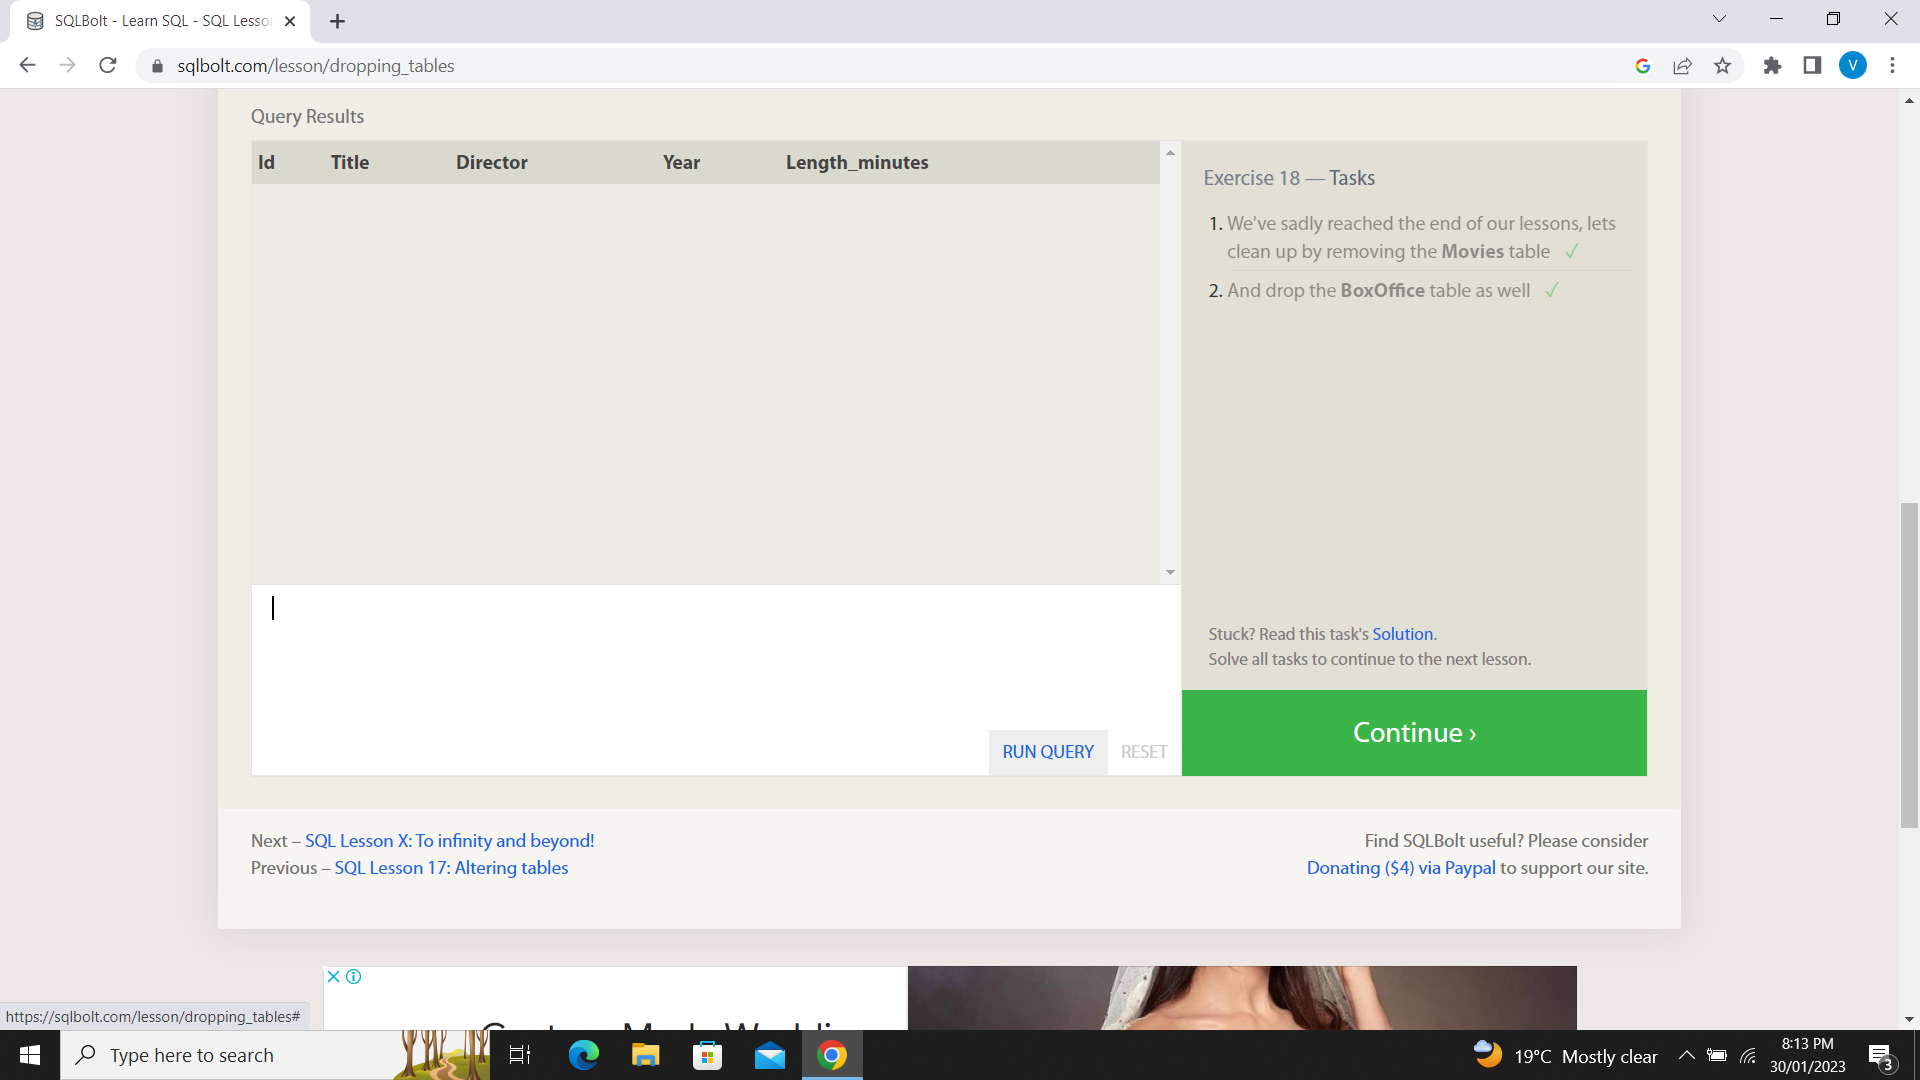 SQLBolt - Learn SQL - SQL Lesson
sqlbolt.com/lesson/dropping_tables
V
Query Results
Id Title Director Year Length_minutes
Exercise 18 — Tasks
1. We've sadly reached the end of our lessons, lets
clean up by removing the Movies table ✓
2. And drop the BoxOffice table as well ✓
Stuck? Read this task's Solution.
Solve all tasks to continue to the next lesson.
RUN QUERY RESET
Continue ›
Next – SQL Lesson X: To infinity and beyond!
Previous – SQL Lesson 17: Altering tables
Find SQLBolt useful? Please consider
Donating ($4) via Paypal to support our site.
https://sqlbolt.com/lesson/dropping_tables#
Type here to search
19°C Mostly clear
8:13 PM
30/01/2023
3